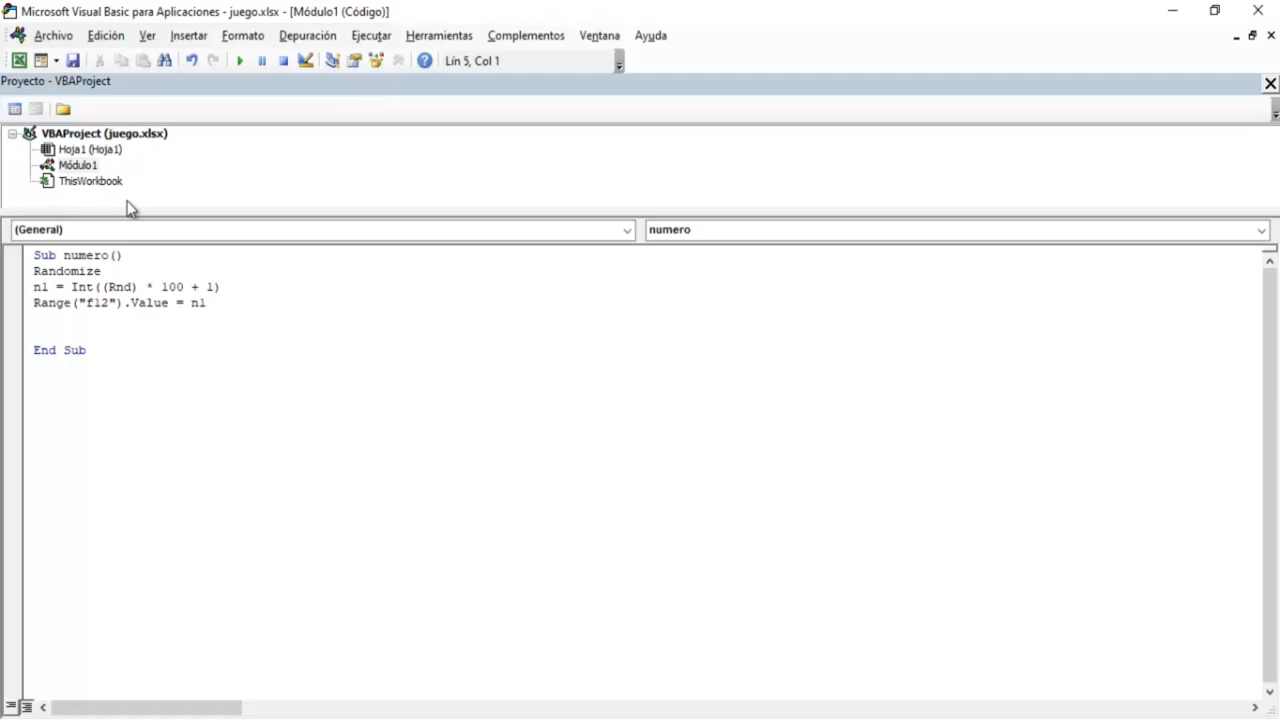 Microsoft Visual Basic para Aplicaciones - juego.xlsx - [Módulo1 (Código)]
Archivo Edición Ver Insertar Formato Depuración Ejecutar Herramientas Complementos Ventana Ayuda
Lín 5, Col 1
Proyecto - VBAProject
VBAProject (juego.xlsx)
Hoja1 (Hoja1)
Módulo1
ThisWorkbook
(General) numero
Sub numero()
Randomize
n1 = Int((Rnd) * 100 + 1)
Range("f12").Value = n1
End Sub